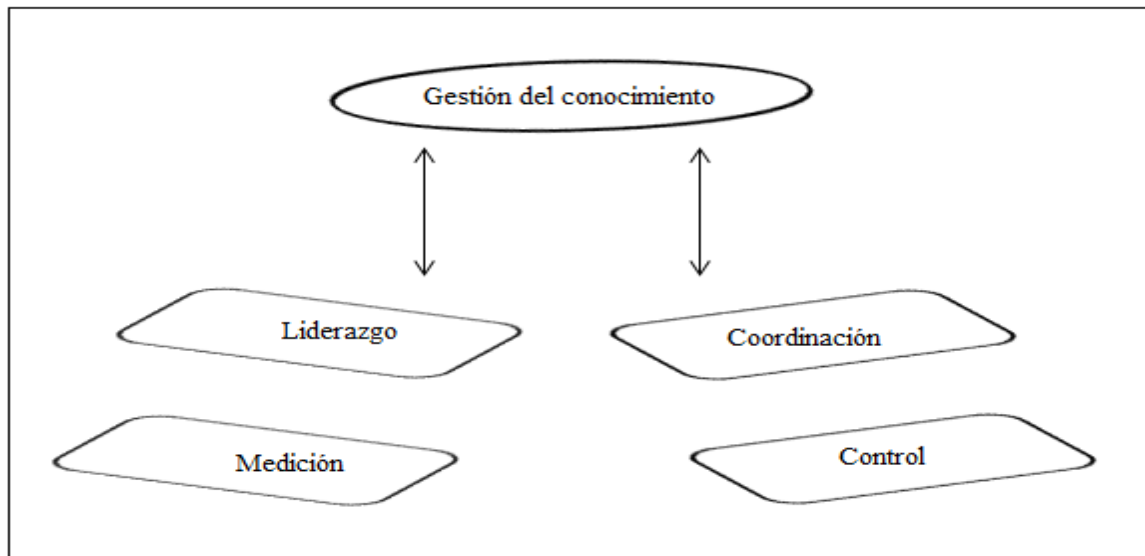 Gestión del conocimiento
Liderazgo
Coordinación
Medición
Control